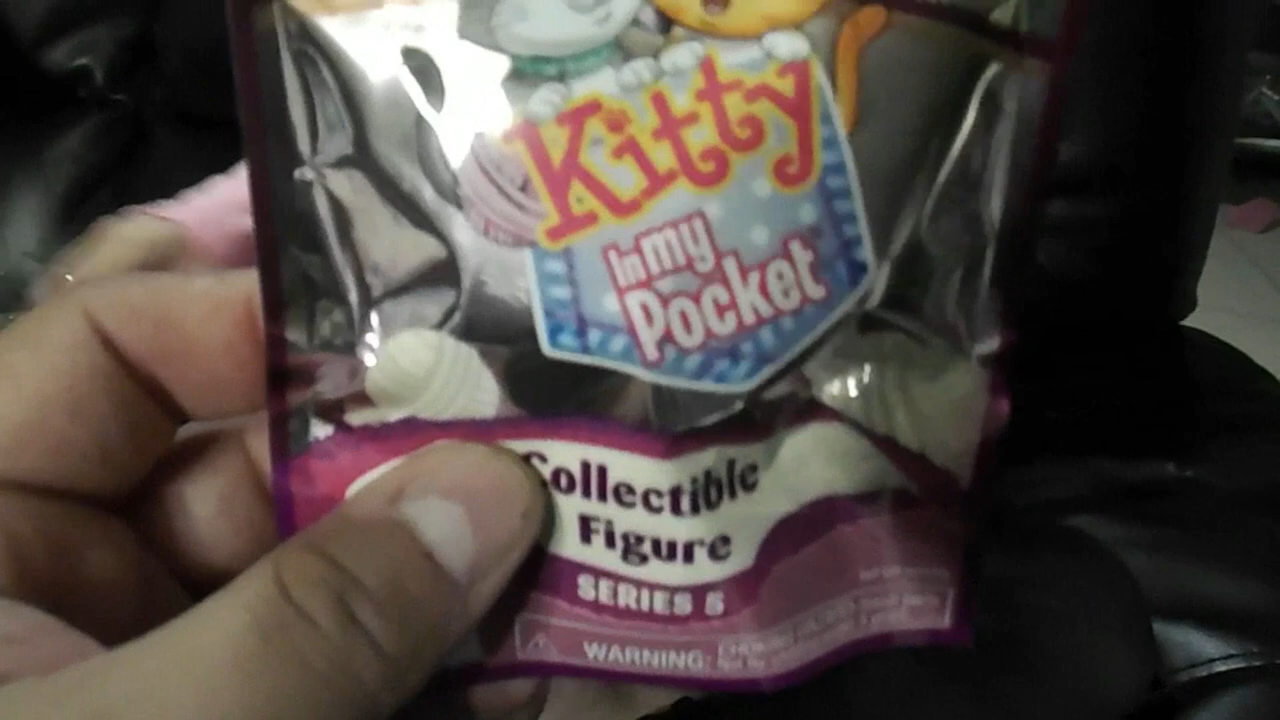 Kitty
In my
Pocket
Collectible
Figure
SERIES 5
WARNING: